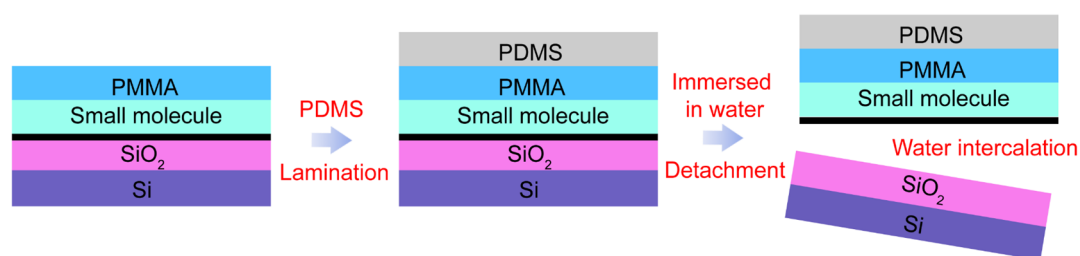 PMMA
Small molecule
SiO₂
Si
PDMS
Lamination
PDMS
PMMA
Small molecule
SiO₂
Si
Immersed
in water
Detachment
PDMS
PMMA
Small molecule
Water intercalation
SiO₂
Si